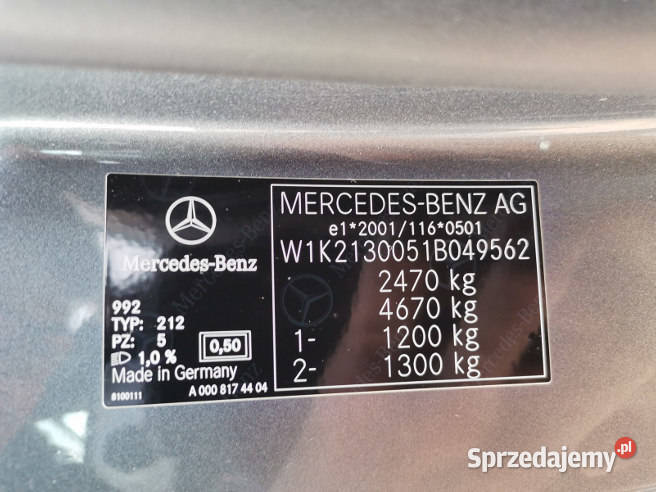 MERCEDES-BENZ AG
e1*2001/116*0501
W1K2130051B049562
2470 kg
4670 kg
1- 1200 kg
2- 1300 kg
Mercedes-Benz
992
TYP: 212
PZ: 5
1,0 % 0,50
Made in Germany
8100111 A 000 817 44 04
Sprzedajemy.pl